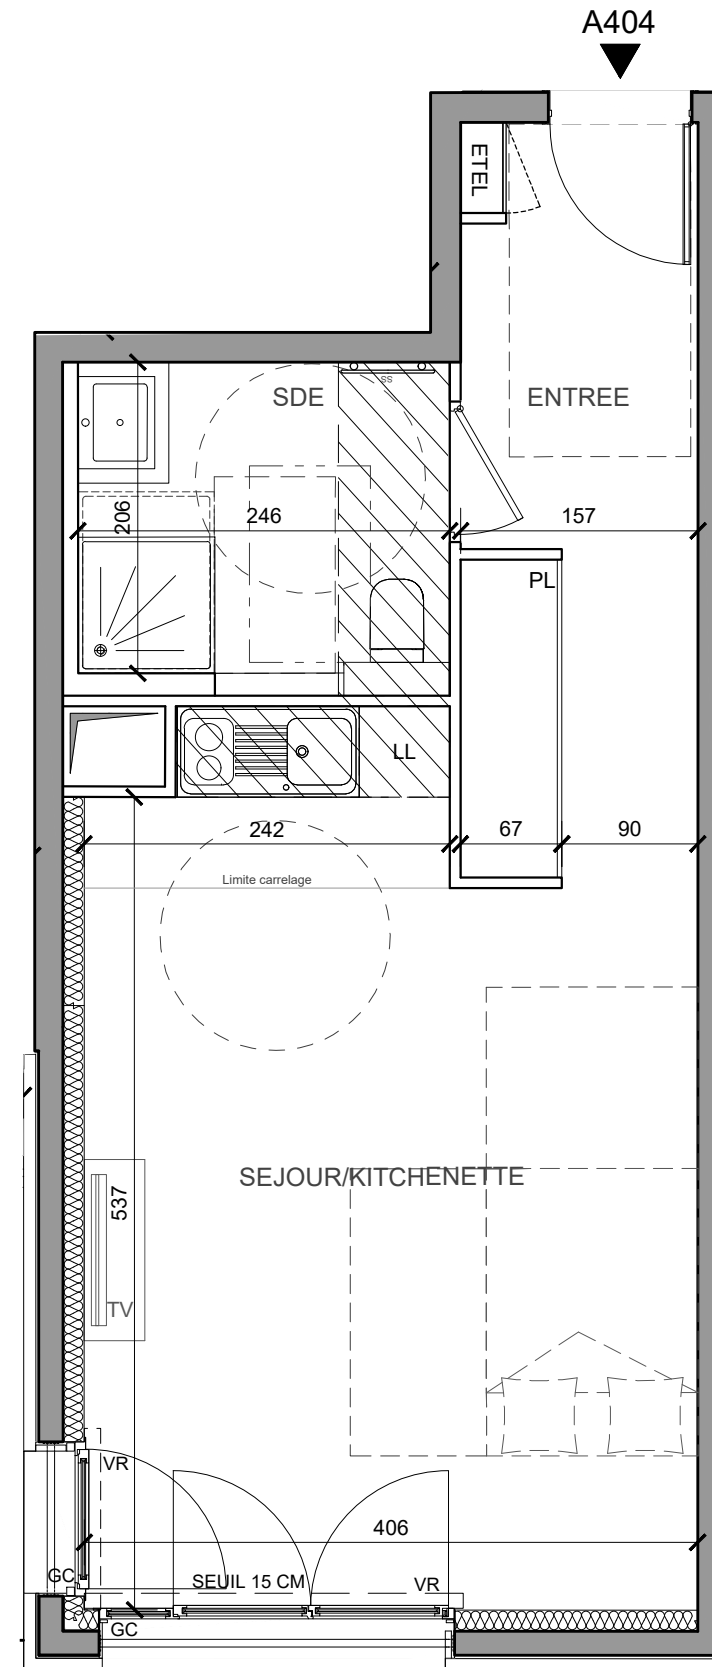 A404
ETEL
SS
SDE
ENTREE
206
246
157
PL
LL
242
67
90
Limite carrelage
SEJOUR/KITCHENETTE
537
TV
VR
406
GC
SEUIL 15 CM
VR
GC